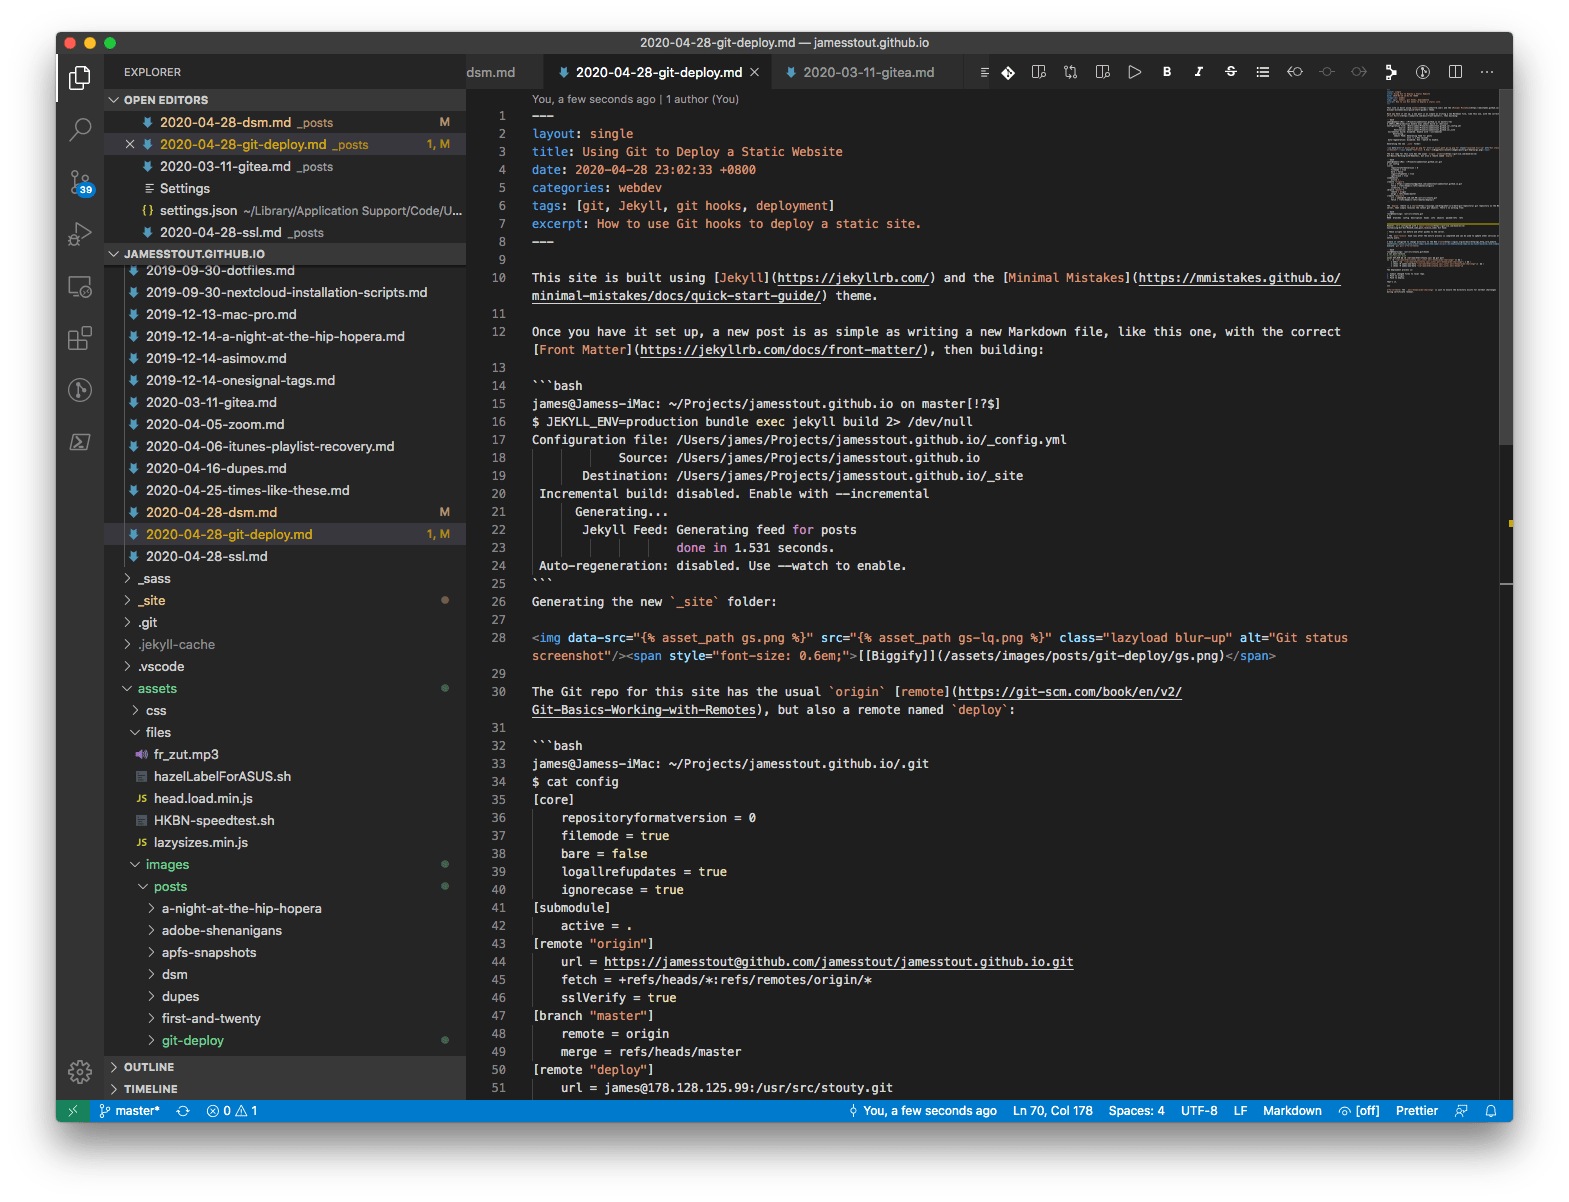 2020-04-28-git-deploy.md — jamesstout.github.io
EXPLORER
OPEN EDITORS
2020-04-28-dsm.md _posts M
2020-04-28-git-deploy.md _posts 1, M
2020-03-11-gitea.md _posts
Settings
{} settings.json ~/Library/Application Support/Code/U...
2020-04-28-ssl.md _posts
JAMESSTOUT.GITHUB.IO
2019-09-30-dotfiles.md
2019-09-30-nextcloud-installation-scripts.md
2019-12-13-mac-pro.md
2019-12-14-a-night-at-the-hip-hopera.md
2019-12-14-asimov.md
2019-12-14-onesignal-tags.md
2020-03-11-gitea.md
2020-04-05-zoom.md
2020-04-06-itunes-playlist-recovery.md
2020-04-16-dupes.md
2020-04-25-times-like-these.md
2020-04-28-dsm.md M
2020-04-28-git-deploy.md 1, M
2020-04-28-ssl.md
_sass
_site
.git
.jekyll-cache
.vscode
assets
css
files
fr_zut.mp3
hazelLabelForASUS.sh
JS head.load.min.js
HKBN-speedtest.sh
JS lazysizes.min.js
images
posts
a-night-at-the-hip-hopera
adobe-shenanigans
apfs-snapshots
dsm
dupes
first-and-twenty
git-deploy
OUTLINE
TIMELINE
39
dsm.md 2020-04-28-git-deploy.md 2020-03-11-gitea.md B I S
You, a few seconds ago | 1 author (You)
1 ---
2 layout: single
3 title: Using Git to Deploy a Static Website
4 date: 2020-04-28 23:02:33 +0800
5 categories: webdev
6 tags: [git, Jekyll, git hooks, deployment]
7 excerpt: How to use Git hooks to deploy a static site.
8 ---
9
10 This site is built using [Jekyll](https://jekyllrb.com/) and the [Minimal Mistakes](https://mmistakes.github.io/
minimal-mistakes/docs/quick-start-guide/) theme.
11
12 Once you have it set up, a new post is as simple as writing a new Markdown file, like this one, with the correct
[Front Matter](https://jekyllrb.com/docs/front-matter/), then building:
13
14 ```bash
15 james@Jamess-iMac: ~/Projects/jamesstout.github.io on master[!?$]
16 $ JEKYLL_ENV=production bundle exec jekyll build 2> /dev/null
17 Configuration file: /Users/james/Projects/jamesstout.github.io/_config.yml
18 Source: /Users/james/Projects/jamesstout.github.io
19 Destination: /Users/james/Projects/jamesstout.github.io/_site
20 Incremental build: disabled. Enable with --incremental
21 Generating...
22 Jekyll Feed: Generating feed for posts
23 done in 1.531 seconds.
24 Auto-regeneration: disabled. Use --watch to enable.
25 ```
26 Generating the new `_site` folder:
27
28 <img data-src="{% asset_path gs.png %}" src="{% asset_path gs-lq.png %}" class="lazyload blur-up" alt="Git status
screenshot"/><span style="font-size: 0.6em;">[[Biggify]](/assets/images/posts/git-deploy/gs.png)</span>
29
30 The Git repo for this site has the usual `origin` [remote](https://git-scm.com/book/en/v2/
Git-Basics-Working-with-Remotes), but also a remote named `deploy`:
31
32 ```bash
33 james@Jamess-iMac: ~/Projects/jamesstout.github.io/.git
34 $ cat config
35 [core]
36 repositoryformatversion = 0
37 filemode = true
38 bare = false
39 logallrefupdates = true
40 ignorecase = true
41 [submodule]
42 active = .
43 [remote "origin"]
44 url = https://jamesstout@github.com/jamesstout/jamesstout.github.io.git
45 fetch = +refs/heads/*:refs/remotes/origin/*
46 sslVerify = true
47 [branch "master"]
48 remote = origin
49 merge = refs/heads/master
50 [remote "deploy"]
51 url = james@178.128.125.99:/usr/src/stouty.git
master* 0 1 You, a few seconds ago Ln 70, Col 178 Spaces: 4 UTF-8 LF Markdown [off] Prettier